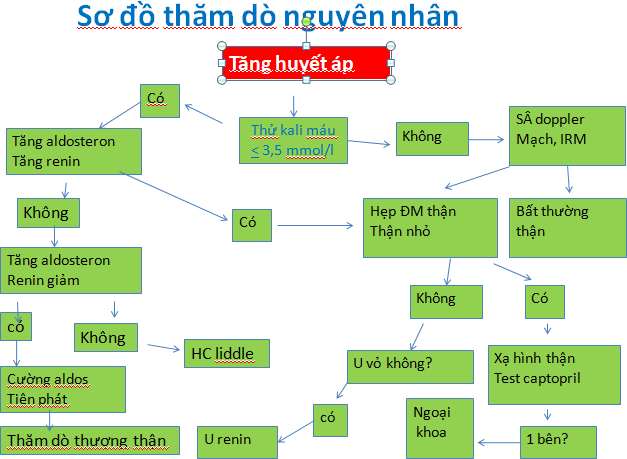 Sơ đồ thăm dò nguyên nhân
Tăng huyết áp
Có
Thử kali máu
< 3,5 mmol/l
Không
SÂ doppler
Mạch, IRM
Tăng aldosteron
Tăng renin
Không
Có
Hẹp ĐM thận
Thận nhỏ
Bất thường
thận
Tăng aldosteron
Renin giảm
Không
Có
có
Không
HC liddle
U vỏ không?
Xạ hình thận
Test captopril
Cường aldos
Tiên phát
có
Ngoại
khoa
Thăm dò thương thận
U renin
1 bên?